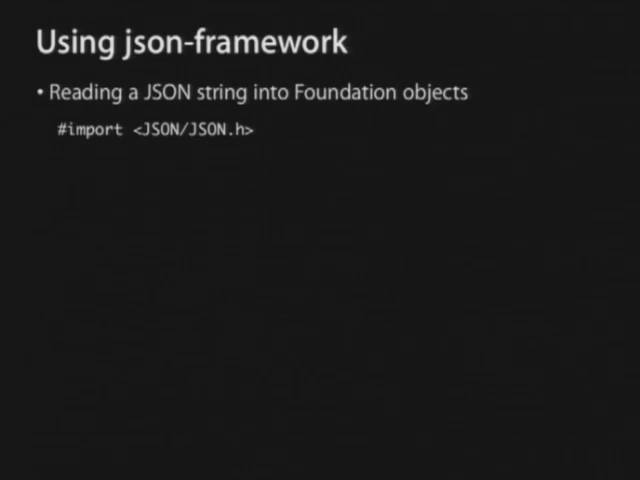 Using json-framework
• Reading a JSON string into Foundation objects
#import <JSON/JSON.h>